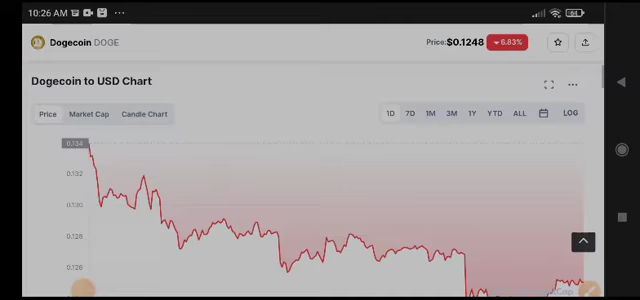 10:26 AM
Dogecoin DOGE
Price: $0.1248 6.83%
Dogecoin to USD Chart
Price Market Cap Candle Chart
1D 7D 1M 3M 1Y YTD ALL LOG
0.134
0.132
0.130
0.128
0.126